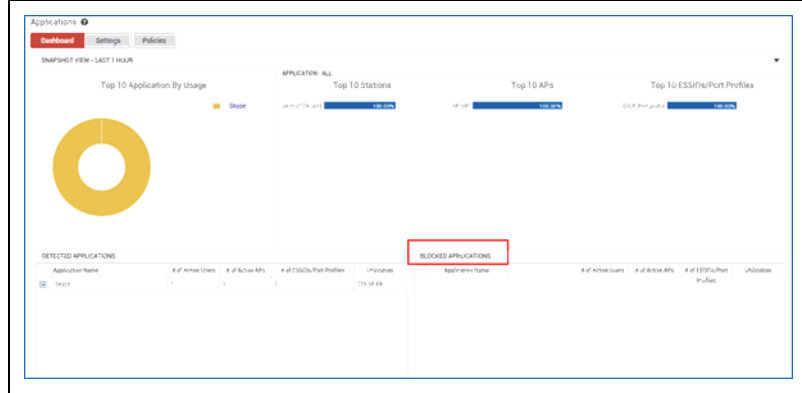 Applications
Dashboard Settings Policies
SNAPSHOT VIEW - LAST 1 HOUR
APPLICATION: ALL
Top 10 Application By Usage
Top 10 Stations
Top 10 APs
Top 10 ESSIDs/Port Profiles
Skype
100.00%
100.00%
100.00%
DETECTED APPLICATIONS
BLOCKED APPLICATIONS
Application Name # of Active Users # of Active APs # of ESSIDs/Port Profiles Utilization
Application Name # of Active Users # of Active APs # of ESSIDs/Port Profiles Utilization
Skype